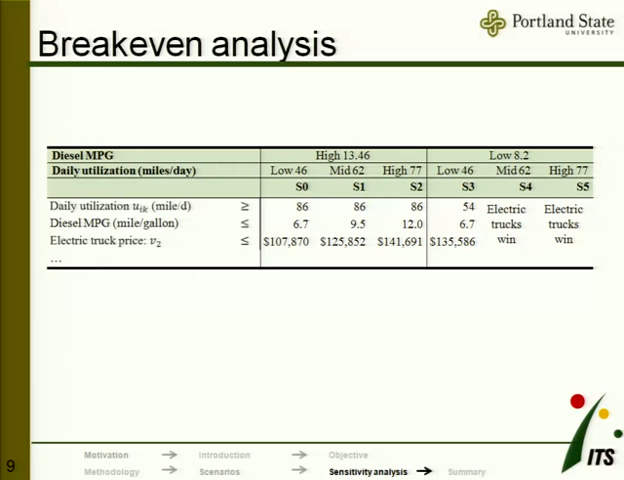 Portland State
UNIVERSITY
Breakeven analysis
Diesel MPG High 13.46 Low 8.2
Daily utilization (miles/day) Low 46 Mid 62 High 77 Low 46 Mid 62 High 77
S0 S1 S2 S3 S4 S5
Daily utilization uᵢₖ (mile/d) ≥ 86 86 86 54 Electric Electric
Diesel MPG (mile/gallon) ≤ 6.7 9.5 12.0 6.7 trucks trucks
Electric truck price: v₂ ≤ $107,870 $125,852 $141,691 $135,586 win win
...
ITS
Motivation → Introduction → Objective
Methodology → Scenarios → Sensitivity analysis → Summary
9